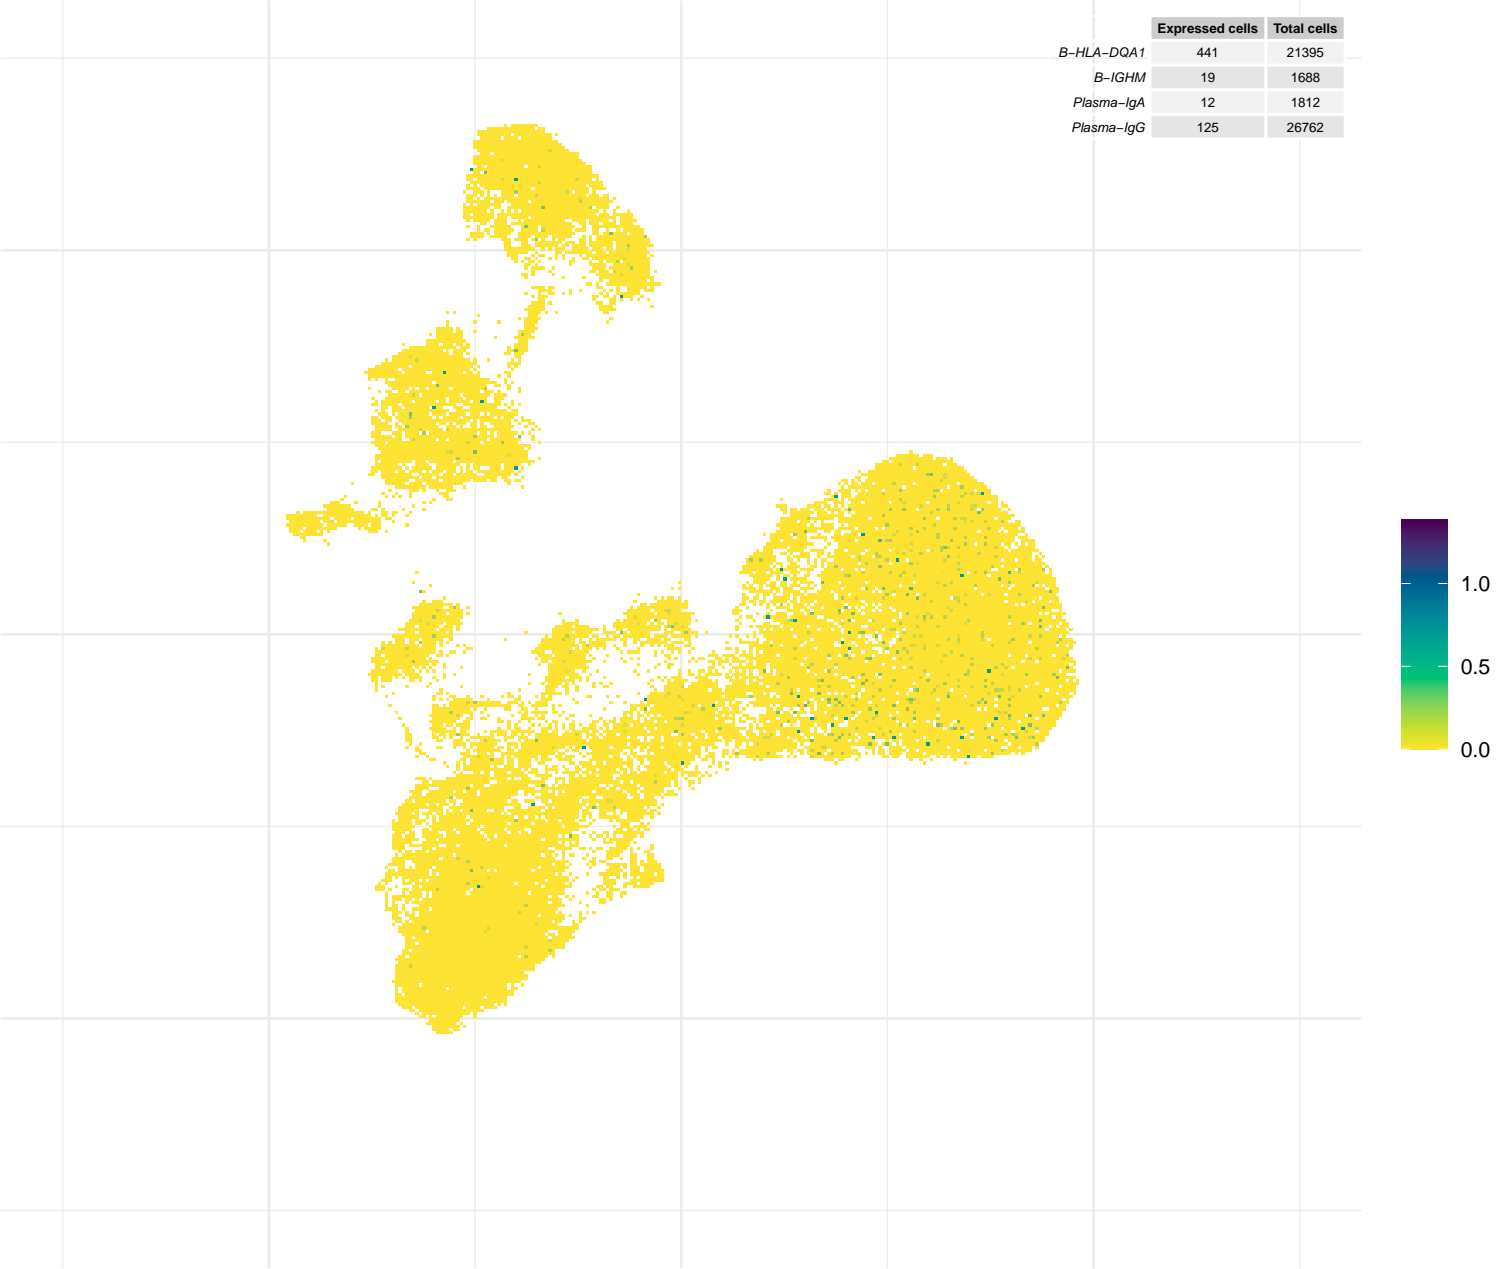 Expressed cells Total cells
B−HLA−DQA1 441 21395
B−IGHM 19 1688
Plasma−IgA 12 1812
Plasma−IgG 125 26762
1.0
0.5
0.0